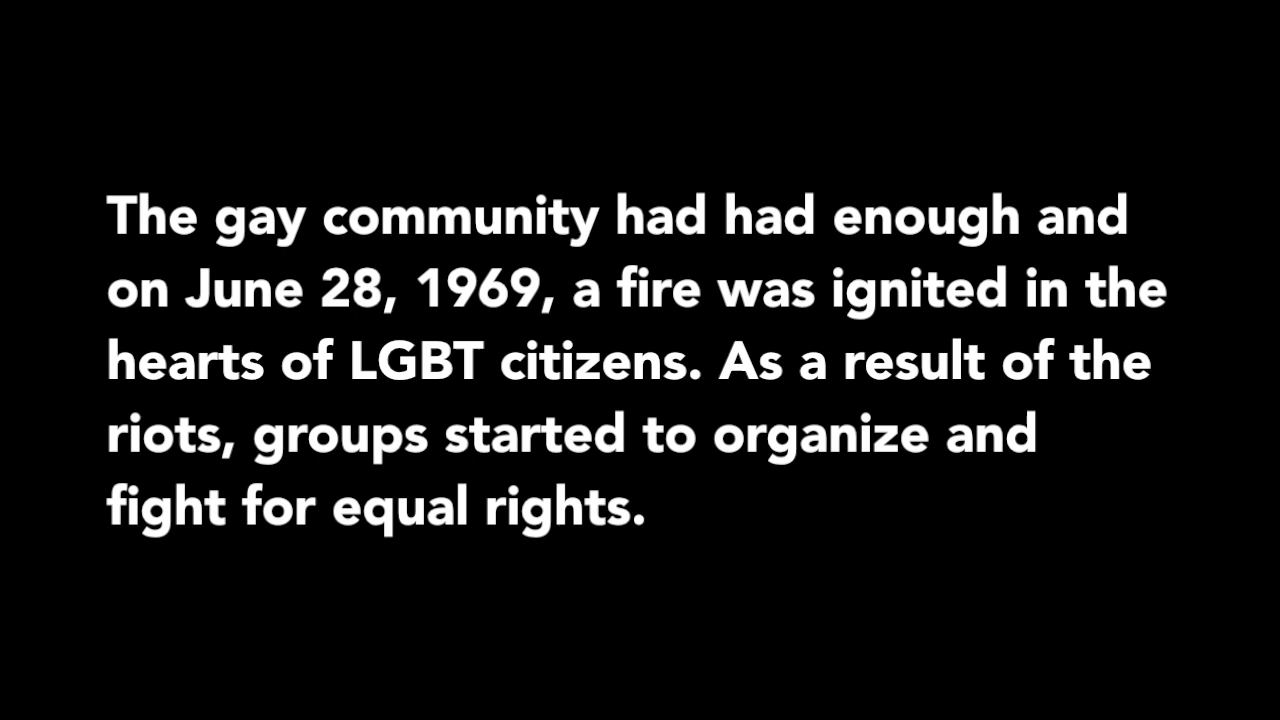 The gay community had had enough and
on June 28, 1969, a fire was ignited in the
hearts of LGBT citizens. As a result of the
riots, groups started to organize and
fight for equal rights.